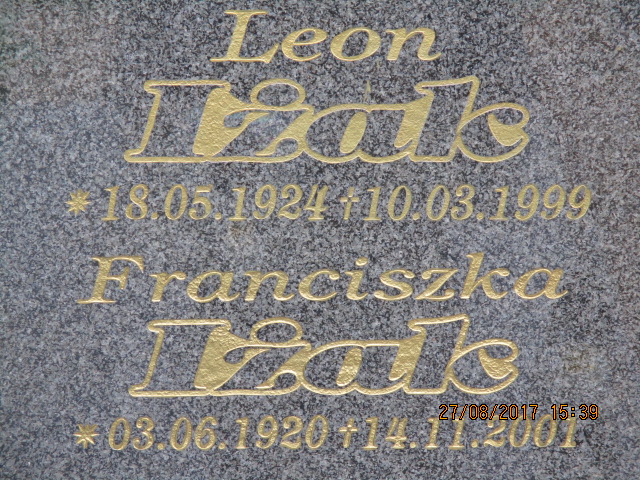 Leon
Iżak
* 18.05.1924 † 10.03.1999
Franciszka
Iżak
* 03.06.1920 † 14.11.2001
27/08/2017 15:39